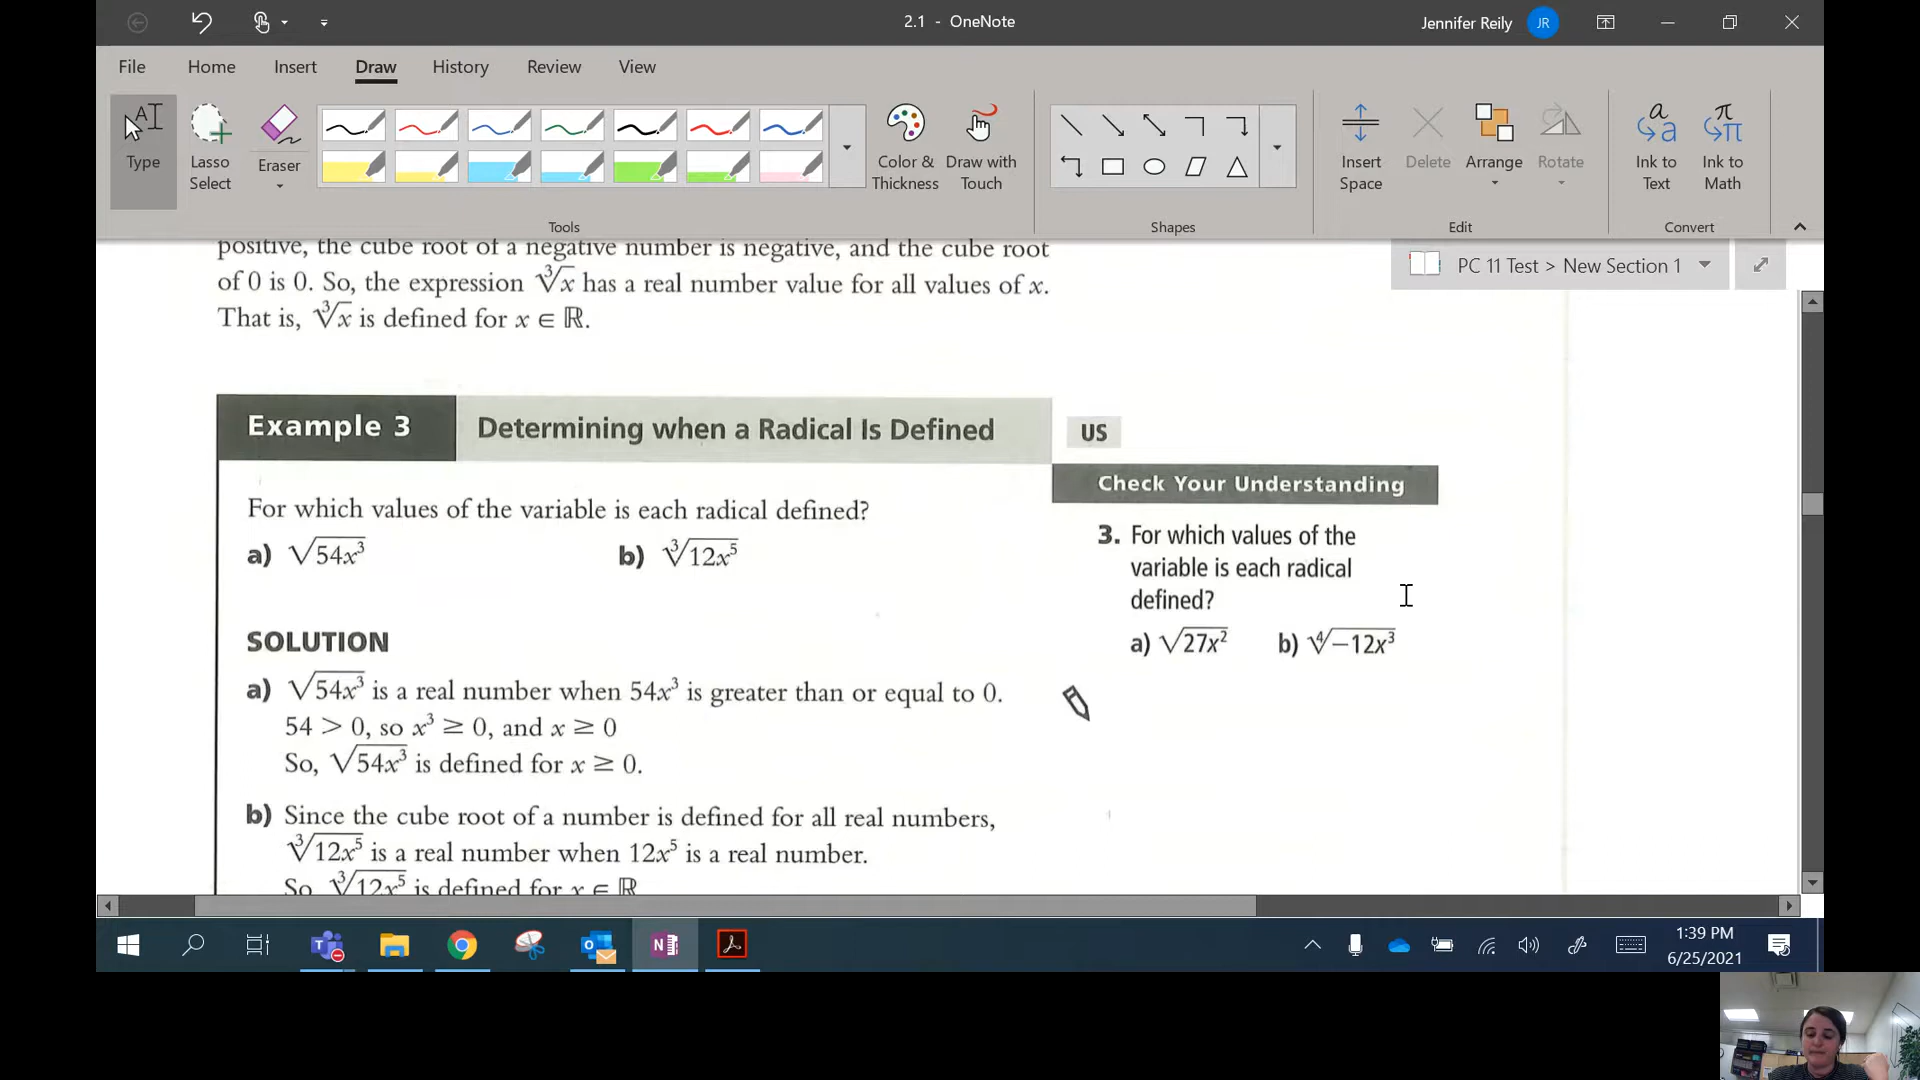 2.1 - OneNote
Jennifer Reily
JR
File
Home
Insert
Draw
History
Review
View
Type
Lasso
Select
Eraser
Color &
Thickness
Draw with
Touch
Insert
Space
Delete
Arrange
Rotate
Ink to
Text
Ink to
Math
Tools
Shapes
Edit
Convert
PC 11 Test > New Section 1
positive, the cube root of a negative number is negative, and the cube root
of 0 is 0. So, the expression ∛x has a real number value for all values of x.
That is, ∛x is defined for x ∈ ℝ.
Example 3
Determining when a Radical Is Defined
US
For which values of the variable is each radical defined?
a) √54x³
b) ∛12x⁵
SOLUTION
a) √54x³ is a real number when 54x³ is greater than or equal to 0.
54 > 0, so x³ ≥ 0, and x ≥ 0
So, √54x³ is defined for x ≥ 0.
b) Since the cube root of a number is defined for all real numbers,
∛12x⁵ is a real number when 12x⁵ is a real number.
So ∛12x⁵ is defined for x ∈ ℝ
Check Your Understanding
3. For which values of the
variable is each radical
defined?
a) √27x²
b) ∜−12x³
1:39 PM
6/25/2021